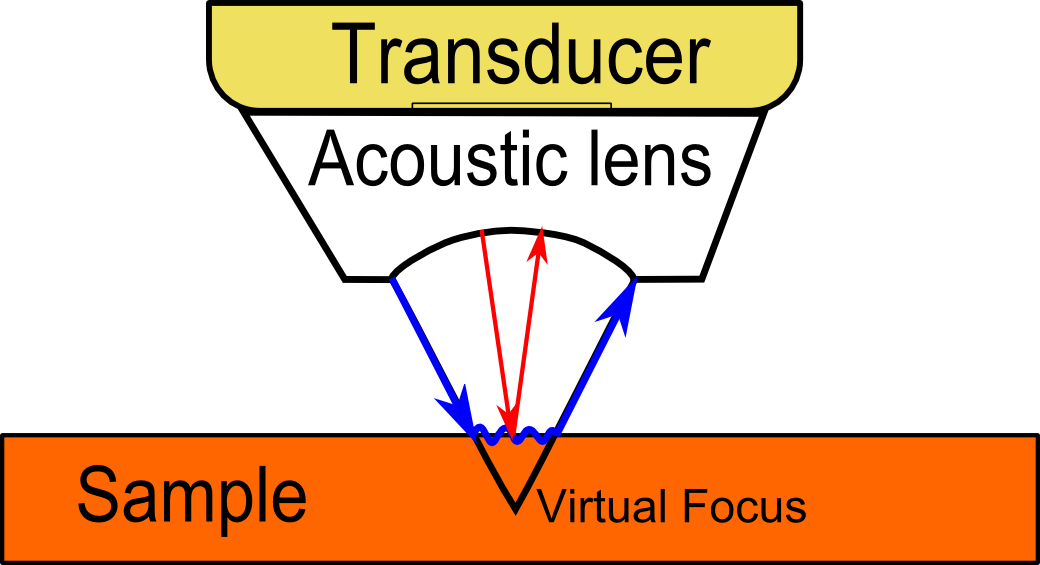 Transducer
Acoustic lens
Sample
Virtual Focus